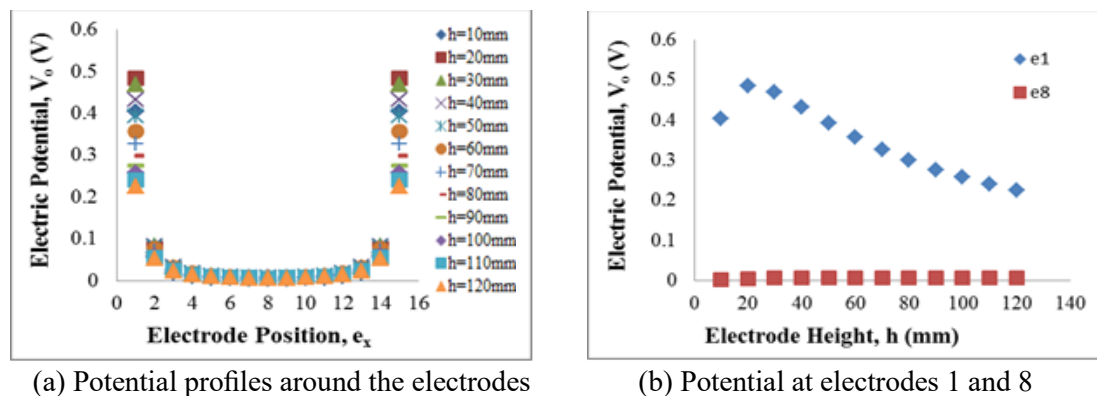 0.6
0.5
0.4
0.3
0.2
0.1
0
Electric Potential, Vₒ (V)
0 2 4 6 8 10 12 14 16
Electrode Position, eₓ
h=10mm
h=20mm
h=30mm
h=40mm
h=50mm
h=60mm
h=70mm
h=80mm
h=90mm
h=100mm
h=110mm
h=120mm
(a) Potential profiles around the electrodes
0.6
0.5
0.4
0.3
0.2
0.1
0
Electric Potential, Vₒ (V)
0 20 40 60 80 100 120 140
Electrode Height, h (mm)
e1
e8
(b) Potential at electrodes 1 and 8